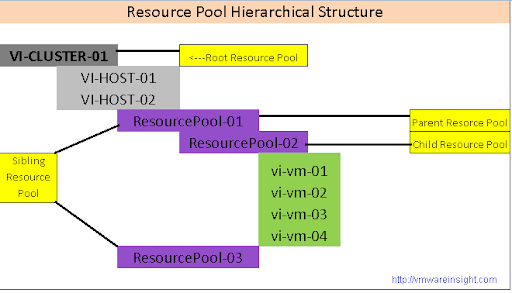 Resource Pool Hierarchical Structure
VI-CLUSTER-01
<---Root Resource Pool
VI-HOST-01
VI-HOST-02
ResourcePool-01
Parent Resorce Pool
ResourcePool-02
Child Resource Pool
Sibling
Resource
Pool
vi-vm-01
vi-vm-02
vi-vm-03
vi-vm-04
ResourcePool-03
http://vmwareinsight.com